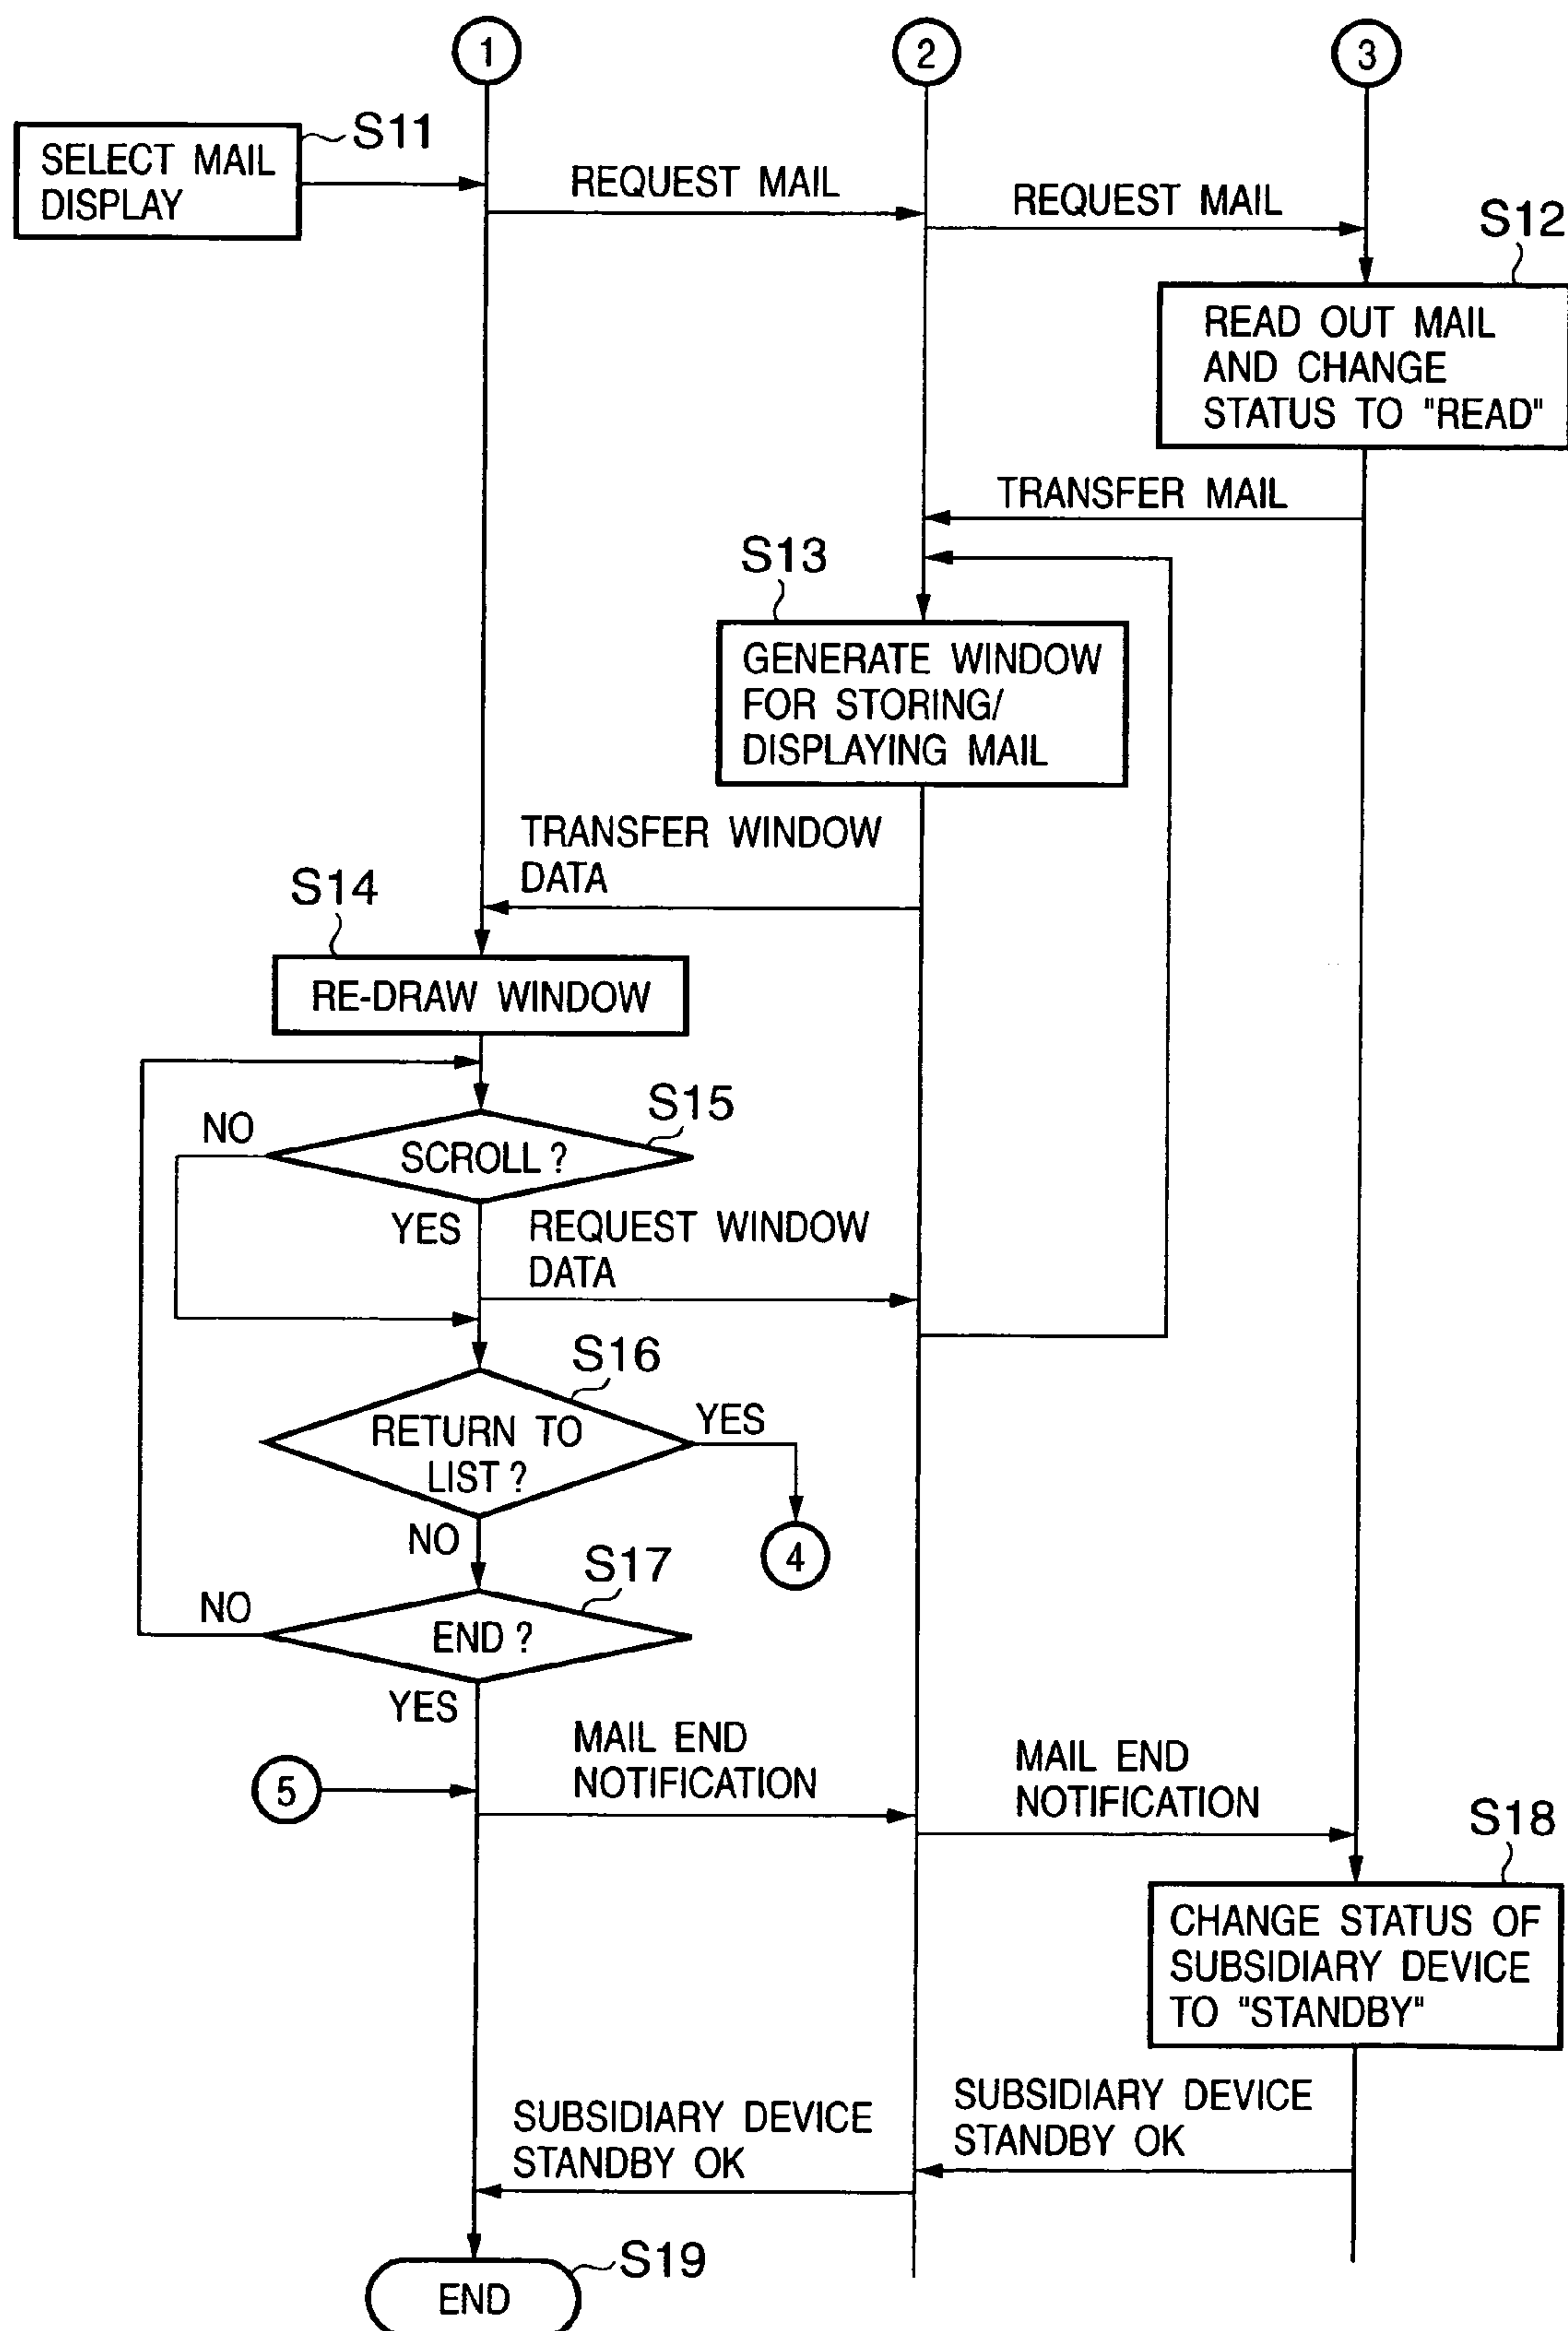 1
2
3
S11
SELECT MAIL
DISPLAY
REQUEST MAIL
REQUEST MAIL
S12
READ OUT MAIL
AND CHANGE
STATUS TO "READ"
TRANSFER MAIL
S13
GENERATE WINDOW
FOR STORING/
DISPLAYING MAIL
TRANSFER WINDOW
DATA
S14
RE-DRAW WINDOW
S15
NO
SCROLL ?
YES
REQUEST WINDOW
DATA
S16
RETURN TO
LIST ?
YES
NO
4
S17
NO
END ?
YES
5
MAIL END
NOTIFICATION
MAIL END
NOTIFICATION
S18
CHANGE STATUS OF
SUBSIDIARY DEVICE
TO "STANDBY"
SUBSIDIARY DEVICE
STANDBY OK
SUBSIDIARY DEVICE
STANDBY OK
S19
END